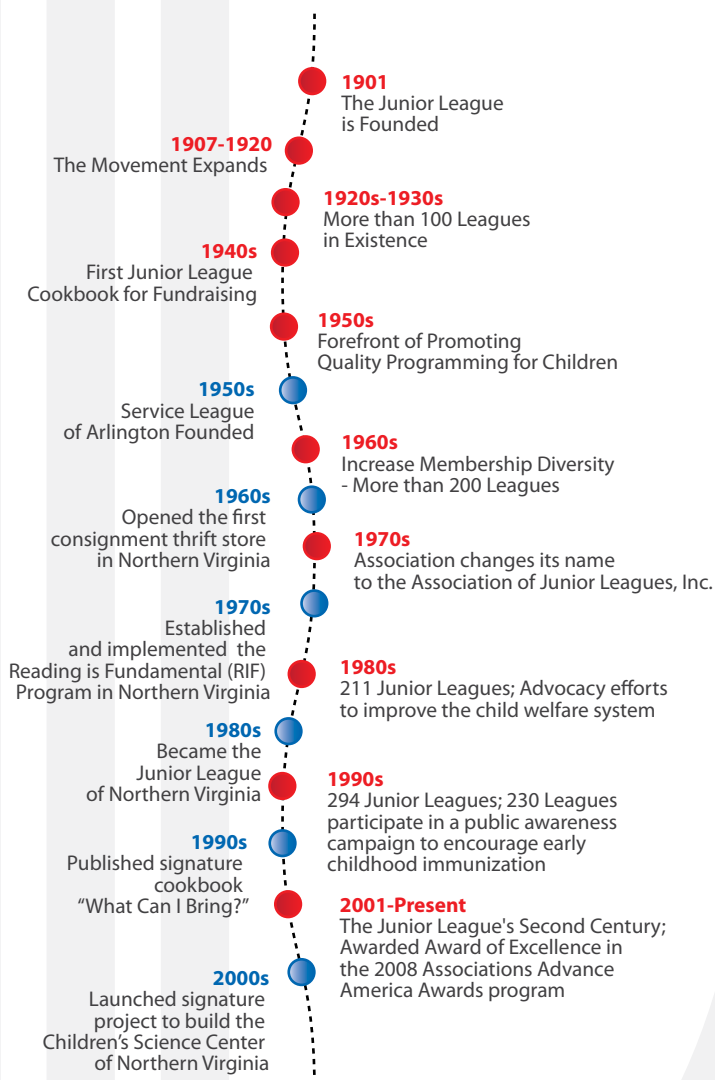 1901
The Junior League
is Founded
1907-1920
The Movement Expands
1920s-1930s
More than 100 Leagues
in Existence
1940s
First Junior League
Cookbook for Fundraising
1950s
Forefront of Promoting
Quality Programming for Children
1950s
Service League
of Arlington Founded
1960s
Increase Membership Diversity
- More than 200 Leagues
1960s
Opened the first
consignment thrift store
in Northern Virginia
1970s
Association changes its name
to the Association of Junior Leagues, Inc.
1970s
Established
and implemented the
Reading is Fundamental (RIF)
Program in Northern Virginia
1980s
211 Junior Leagues; Advocacy efforts
to improve the child welfare system
1980s
Became the
Junior League
of Northern Virginia
1990s
294 Junior Leagues; 230 Leagues
participate in a public awareness
campaign to encourage early
childhood immunization
1990s
Published signature
cookbook
“What Can I Bring?”
2001-Present
The Junior League's Second Century;
Awarded Award of Excellence in
the 2008 Associations Advance
America Awards program
2000s
Launched signature
project to build the
Children’s Science Center
of Northern Virginia